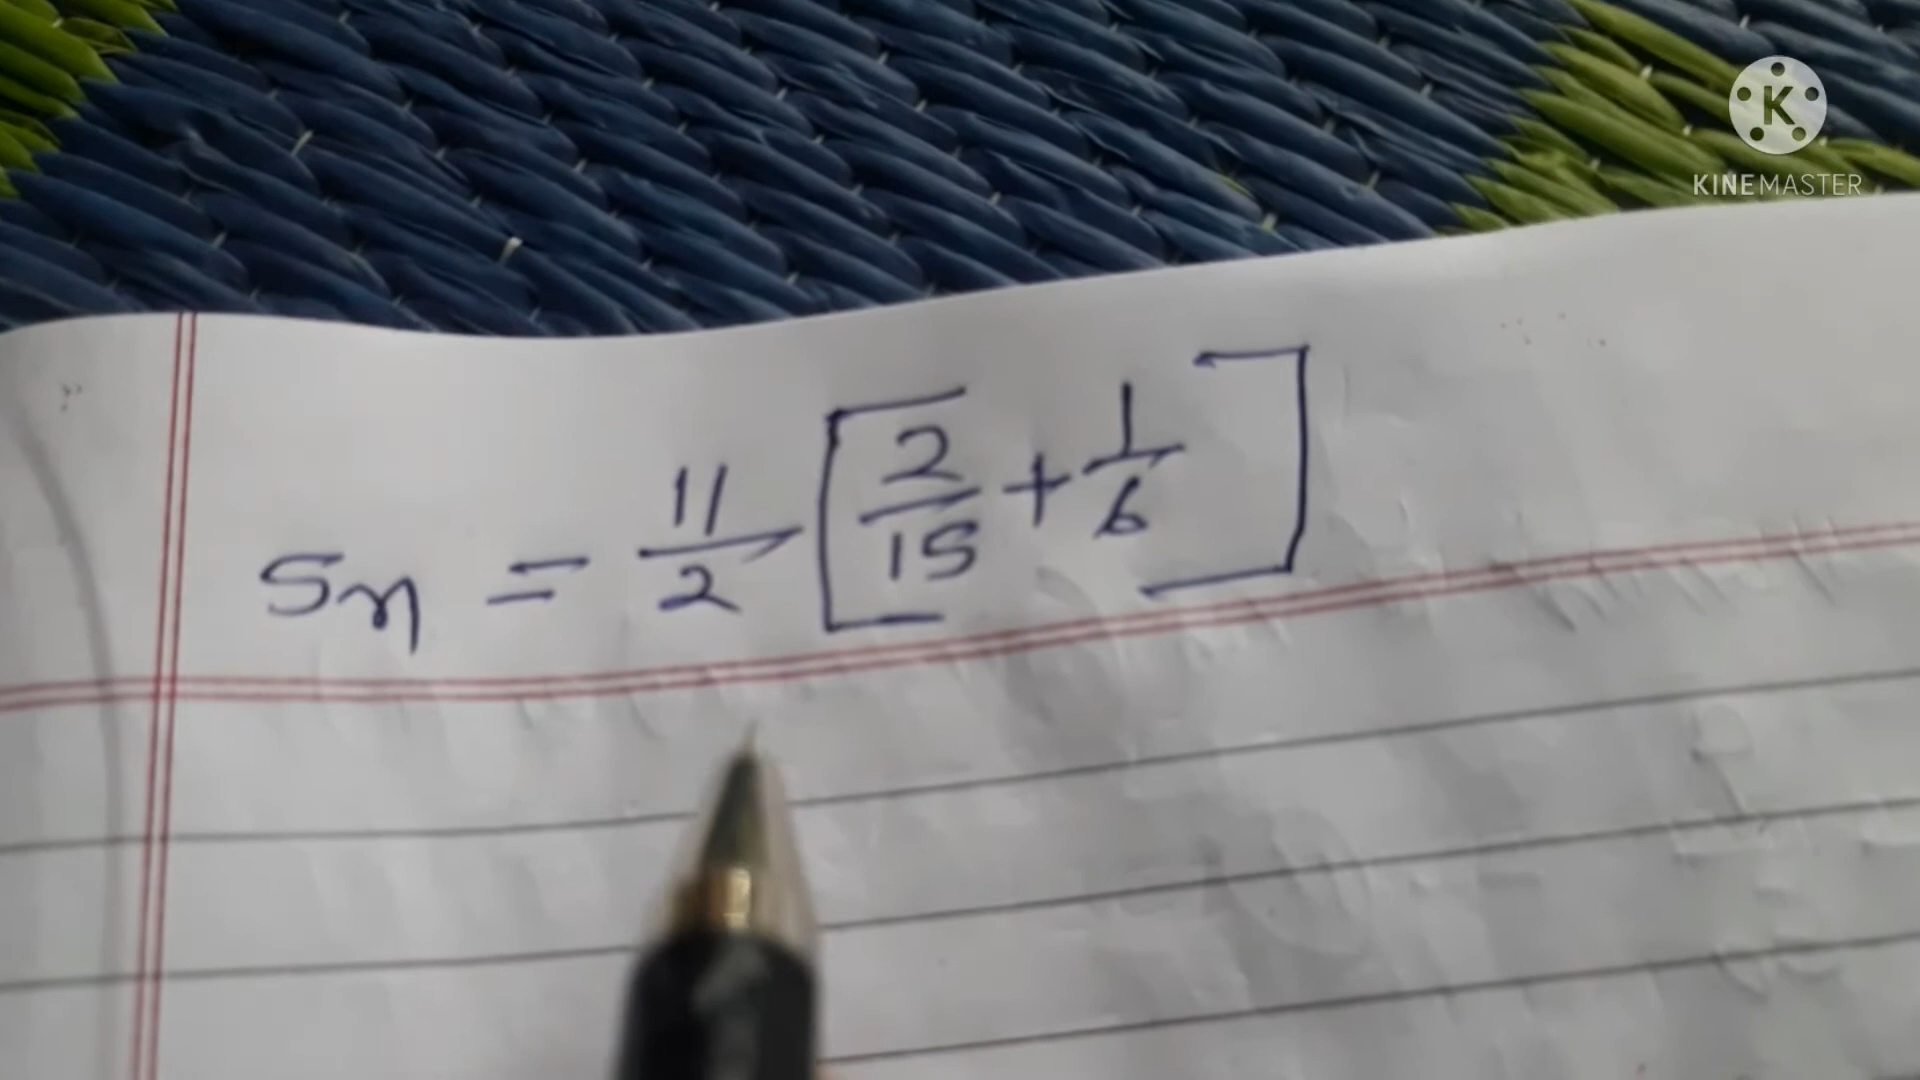 K
KINEMASTER
Sn = 11/2 [2/15 + 1/6]